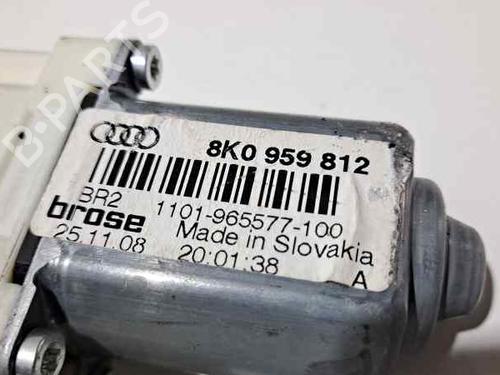 B-PARTS
8K0 959 812
BR2 1101-965577-100
brose Made in Slovakia
25.11.08 20:01:38 A